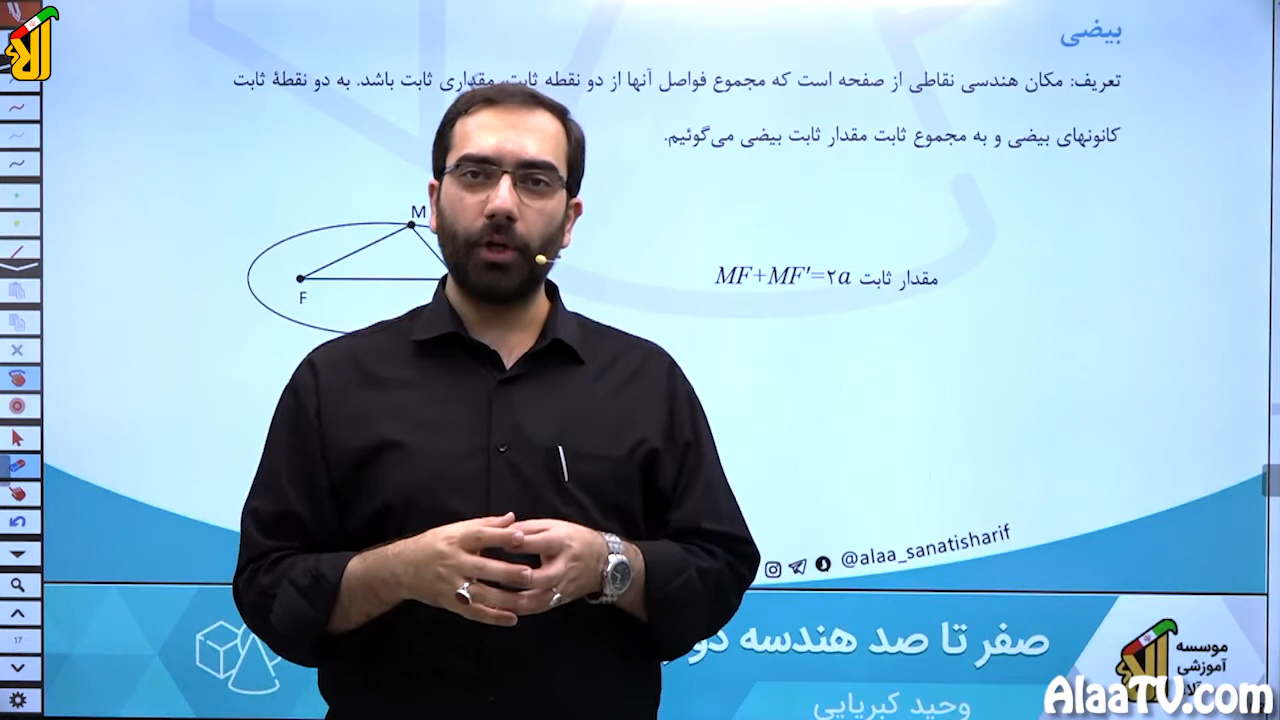 بیضی
تعریف: مکان هندسی نقاطی از صفحه است که مجموع فواصل آنها از دو نقطه ثابت، مقداری ثابت باشد. به دو نقطهٔ ثابت
کانونهای بیضی و به مجموع ثابت مقدار ثابت بیضی می‌گوئیم.
M
F
MF+MF'=۲a مقدار ثابت
@alaa_sanatisharif
صفر تا صد هندسه
وحید کبریایی
موسسه
آموزشی
آلاء
17
AlaaTV.com